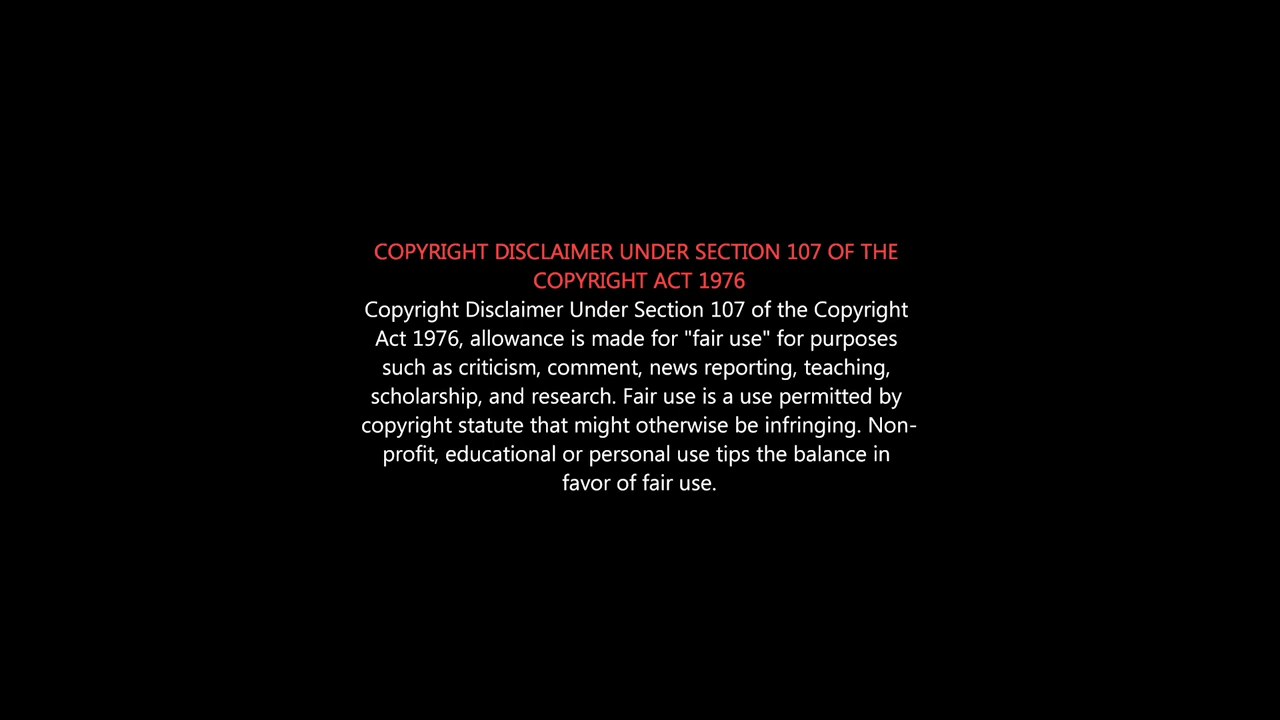 COPYRIGHT DISCLAIMER UNDER SECTION 107 OF THE
COPYRIGHT ACT 1976
Copyright Disclaimer Under Section 107 of the Copyright
Act 1976, allowance is made for "fair use" for purposes
such as criticism, comment, news reporting, teaching,
scholarship, and research. Fair use is a use permitted by
copyright statute that might otherwise be infringing. Non-
profit, educational or personal use tips the balance in
favor of fair use.